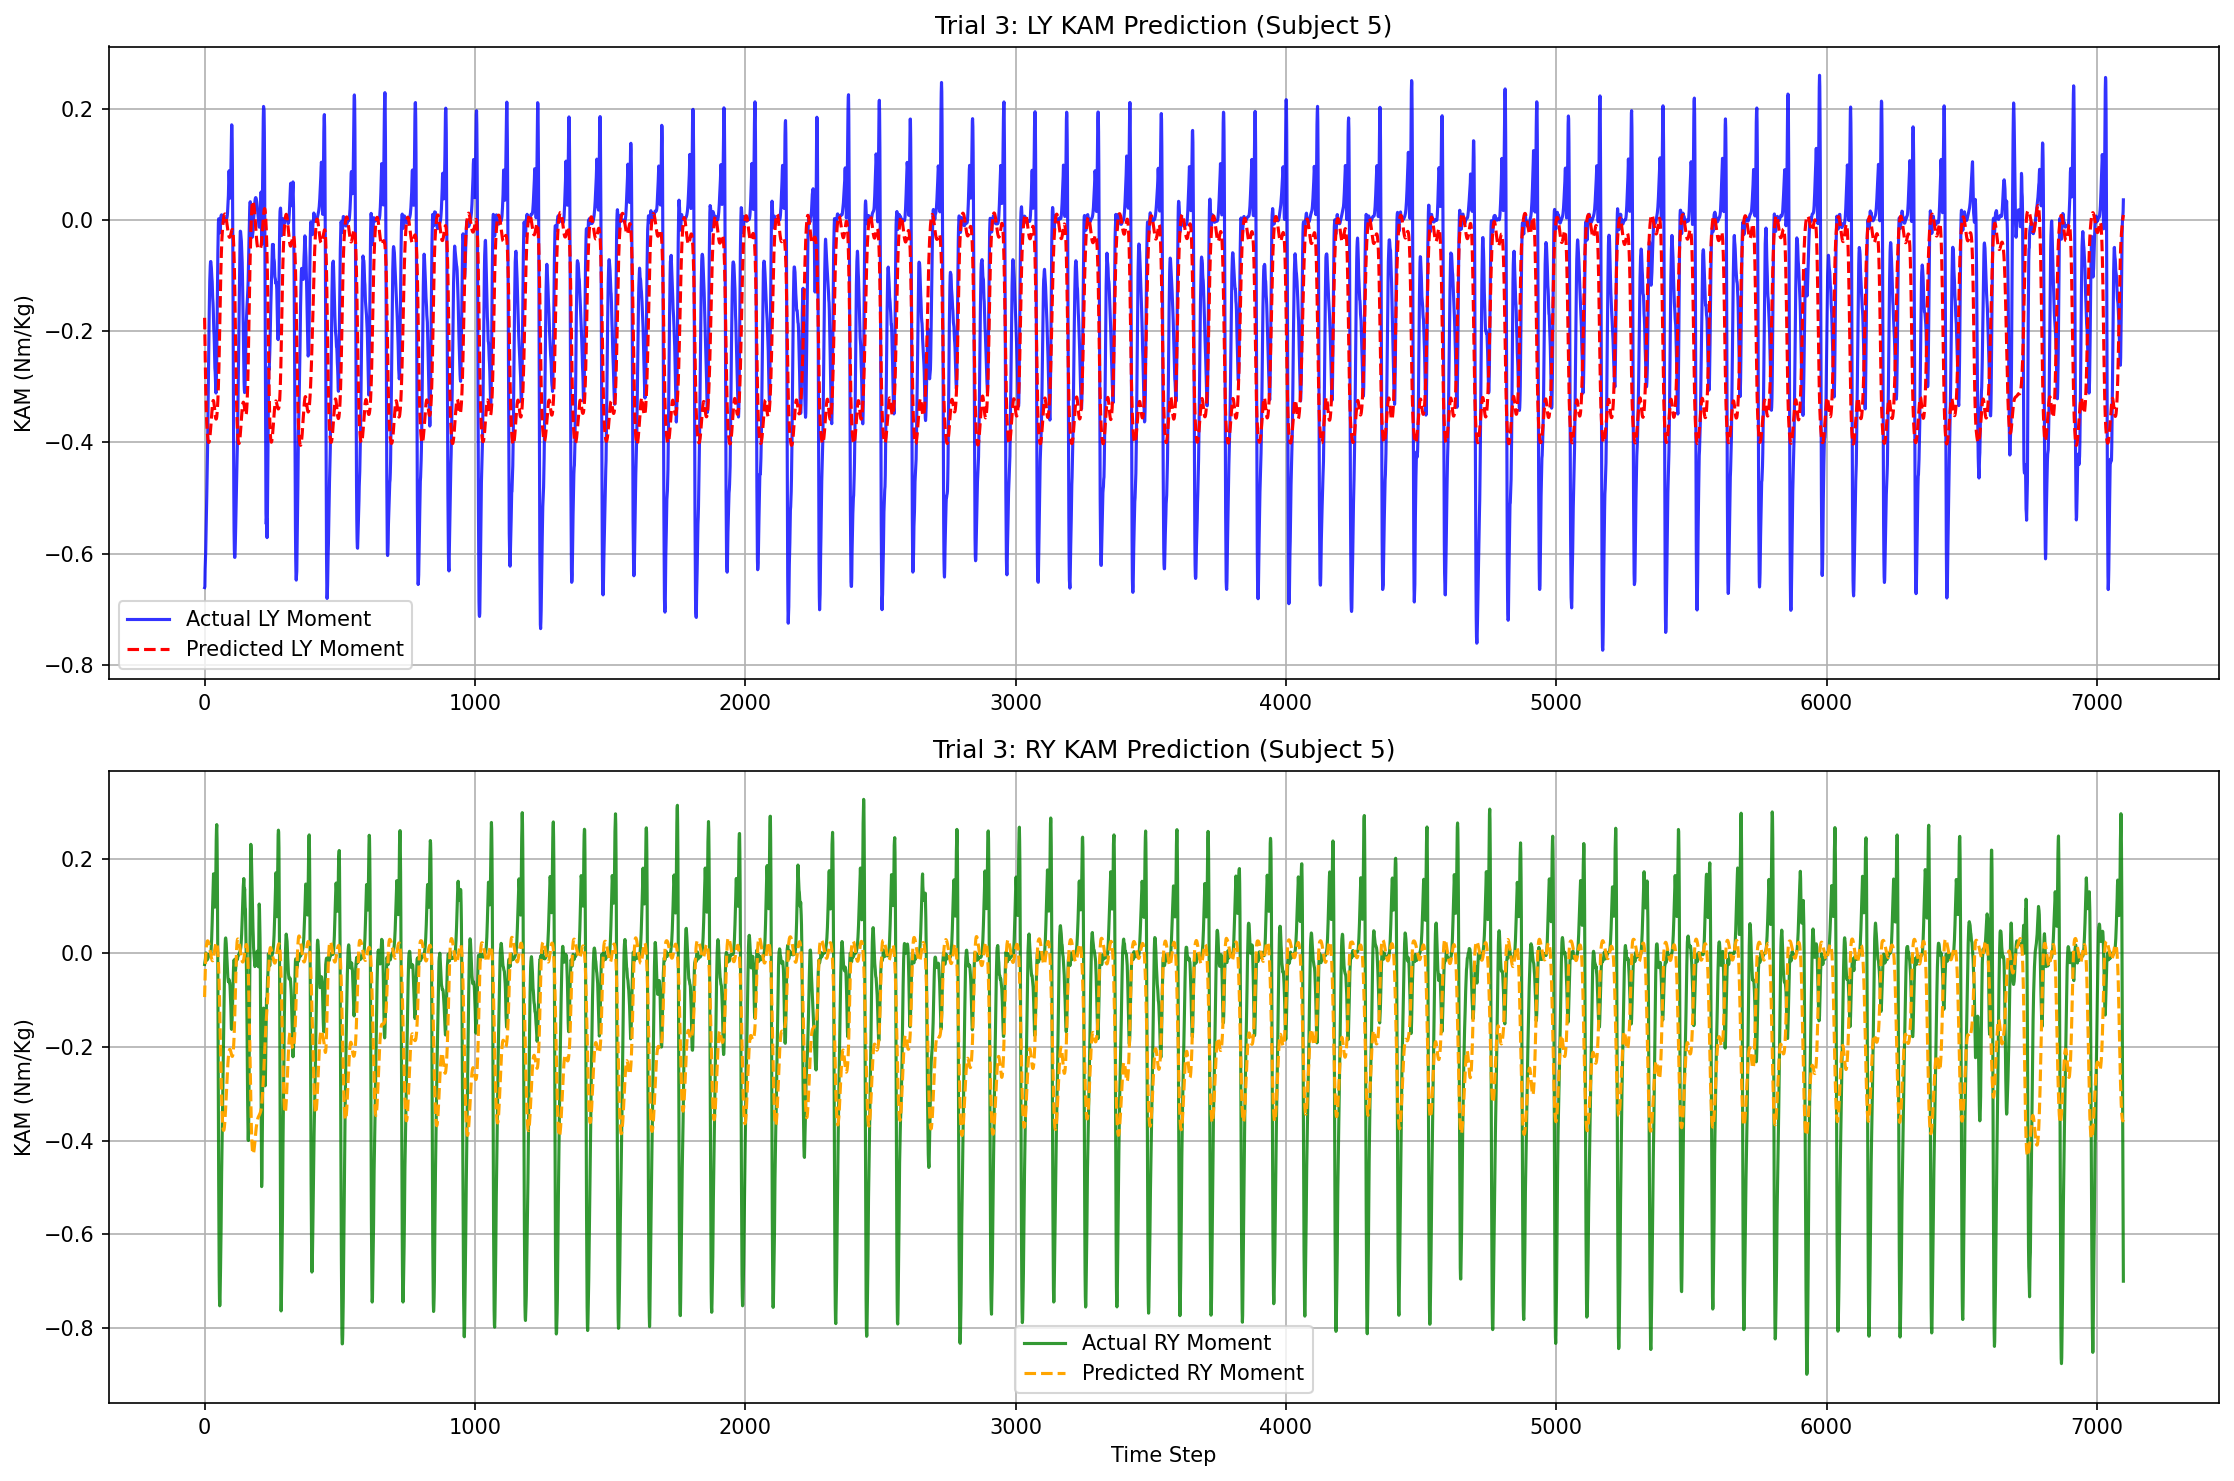 Trial 3: LY KAM Prediction (Subject 5)
KAM (Nm/Kg)
0.2
0.0
−0.2
−0.4
−0.6
−0.8
Actual LY Moment
Predicted LY Moment
0 1000 2000 3000 4000 5000 6000 7000
Trial 3: RY KAM Prediction (Subject 5)
KAM (Nm/Kg)
0.2
0.0
−0.2
−0.4
−0.6
−0.8
Actual RY Moment
Predicted RY Moment
0 1000 2000 3000 4000 5000 6000 7000
Time Step